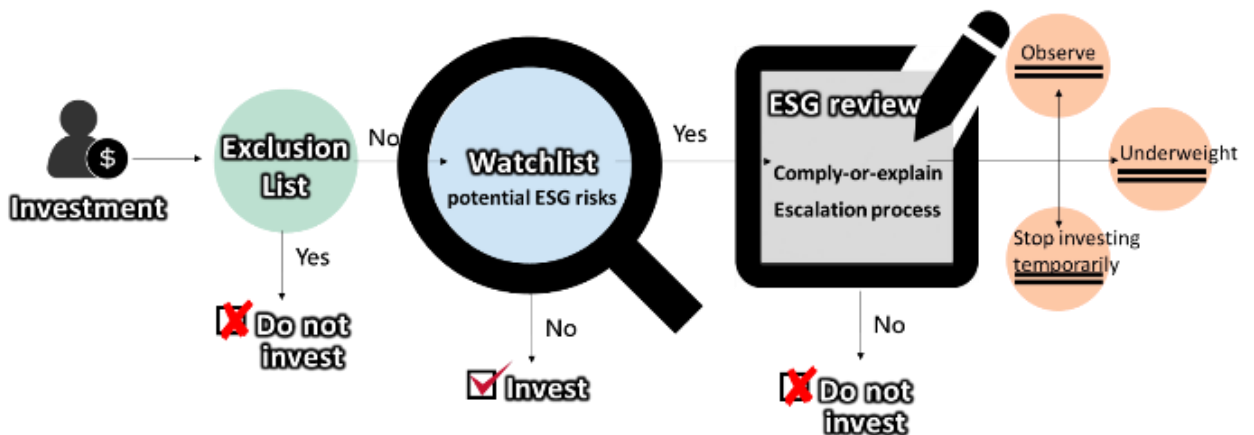 $
Investment
Exclusion
List
No
Yes
Do not
invest
Watchlist
potential ESG risks
No
Invest
Yes
ESG review
Comply-or-explain
Escalation process
No
Do not
invest
Observe
Underweight
Stop investing
temporarily